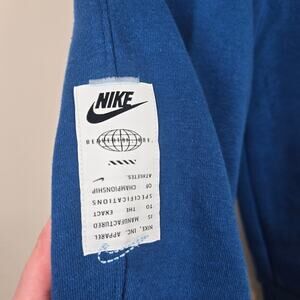 NIKE
NIKE, INC. APPAREL
IS MANUFACTURED
TO THE EXACT
SPECIFICATIONS
OF CHAMPIONSHIP
ATHLETES.